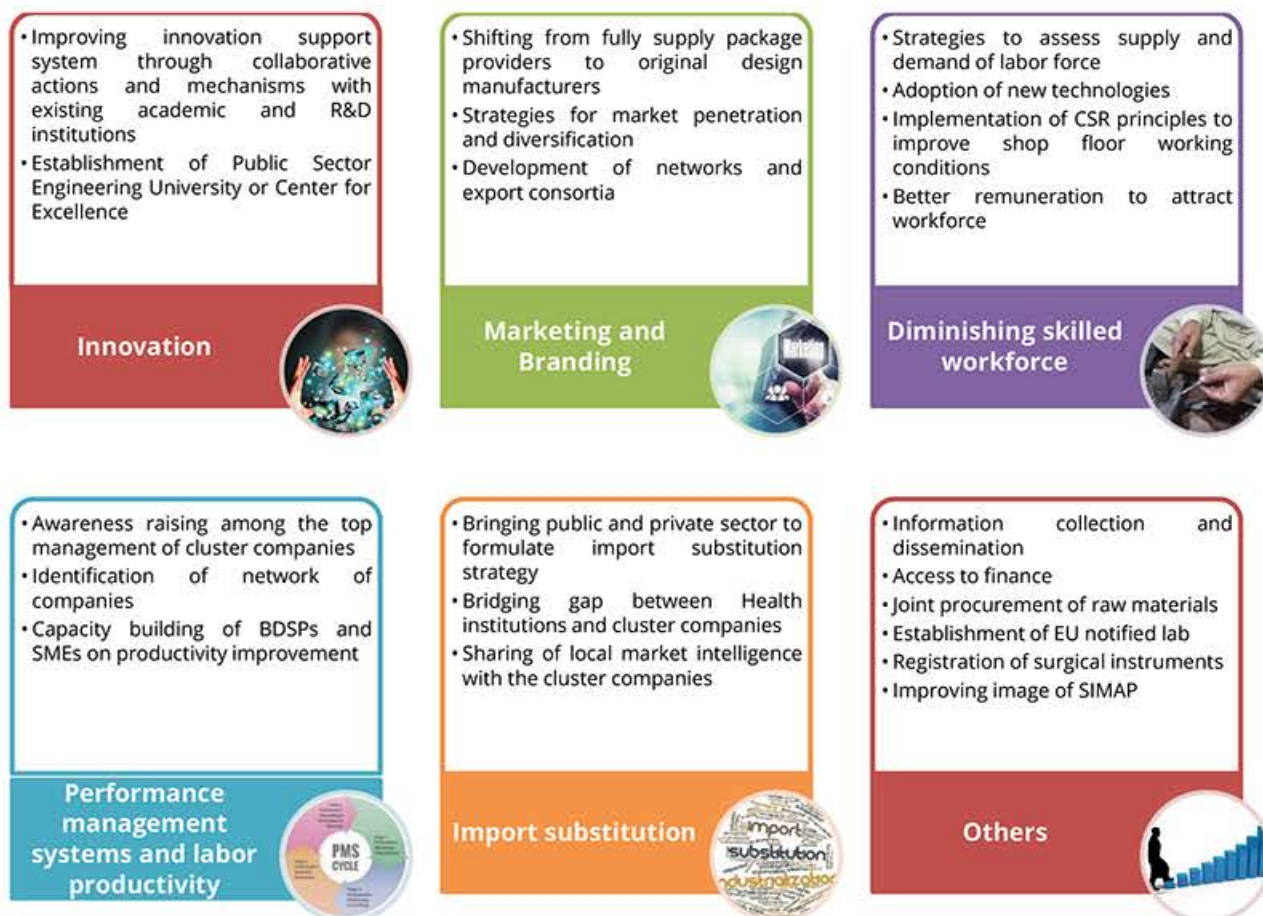 • Improving innovation support
system through collaborative
actions and mechanisms with
existing academic and R&D
institutions
• Establishment of Public Sector
Engineering University or Center for
Excellence
Innovation
• Shifting from fully supply package
providers to original design
manufacturers
• Strategies for market penetration
and diversification
• Development of networks and
export consortia
Marketing and
Branding
Marketing
• Strategies to assess supply and
demand of labor force
• Adoption of new technologies
• Implementation of CSR principles to
improve shop floor working
conditions
• Better remuneration to attract
workforce
Diminishing skilled
workforce
• Awareness raising among the top
management of cluster companies
• Identification of network of
companies
• Capacity building of BDSPs and
SMEs on productivity improvement
Performance
management
systems and labor
productivity
PMS
CYCLE
• Bringing public and private sector to
formulate import substitution
strategy
• Bridging gap between Health
institutions and cluster companies
• Sharing of local market intelligence
with the cluster companies
Import substitution
import
substitution
industrialization
• Information collection and
dissemination
• Access to finance
• Joint procurement of raw materials
• Establishment of EU notified lab
• Registration of surgical instruments
• Improving image of SIMAP
Others